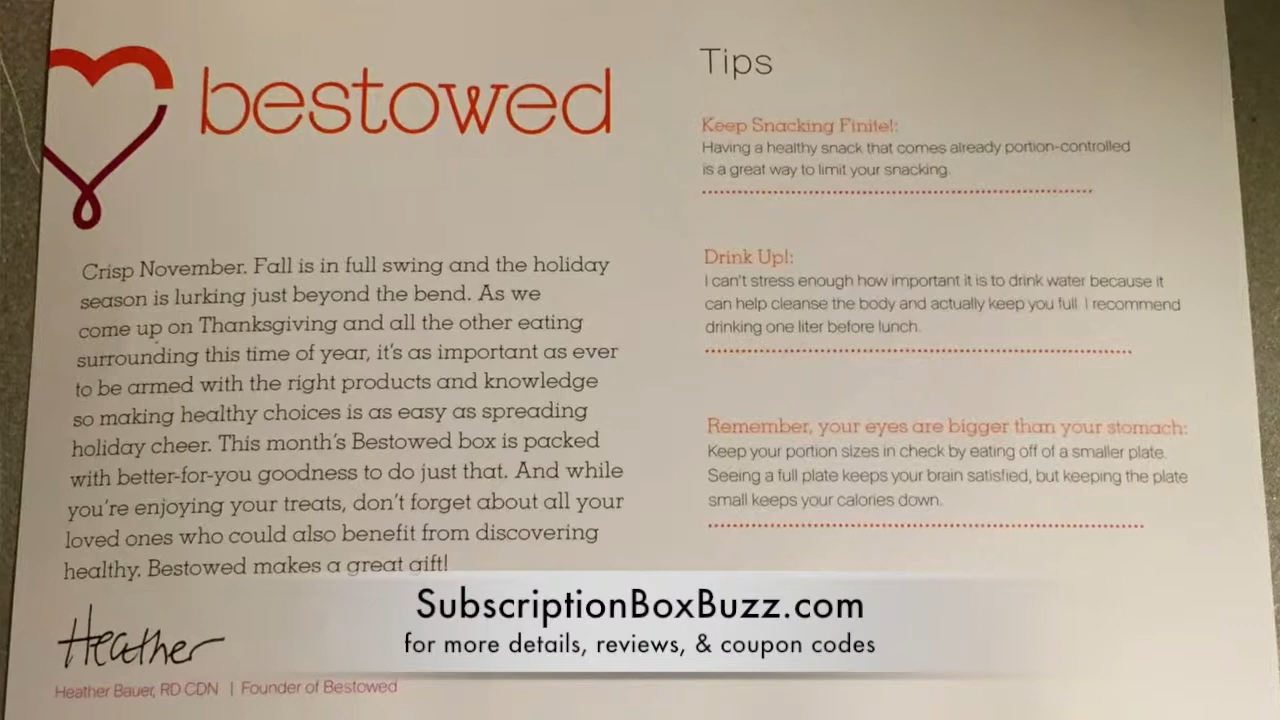 bestowed
Crisp November. Fall is in full swing and the holiday
season is lurking just beyond the bend. As we
come up on Thanksgiving and all the other eating
surrounding this time of year, it's as important as ever
to be armed with the right products and knowledge
so making healthy choices is as easy as spreading
holiday cheer. This month's Bestowed box is packed
with better-for-you goodness to do just that. And while
you're enjoying your treats, don't forget about all your
loved ones who could also benefit from discovering
healthy. Bestowed makes a great gift!
Heather
Heather Bauer, RD CDN | Founder of Bestowed
Tips
Keep Snacking Finite!:
Having a healthy snack that comes already portion-controlled
is a great way to limit your snacking.
Drink Up!:
I can't stress enough how important it is to drink water because it
can help cleanse the body and actually keep you full. I recommend
drinking one liter before lunch.
Remember, your eyes are bigger than your stomach:
Keep your portion sizes in check by eating off of a smaller plate.
Seeing a full plate keeps your brain satisfied, but keeping the plate
small keeps your calories down.
SubscriptionBoxBuzz.com
for more details, reviews, & coupon codes